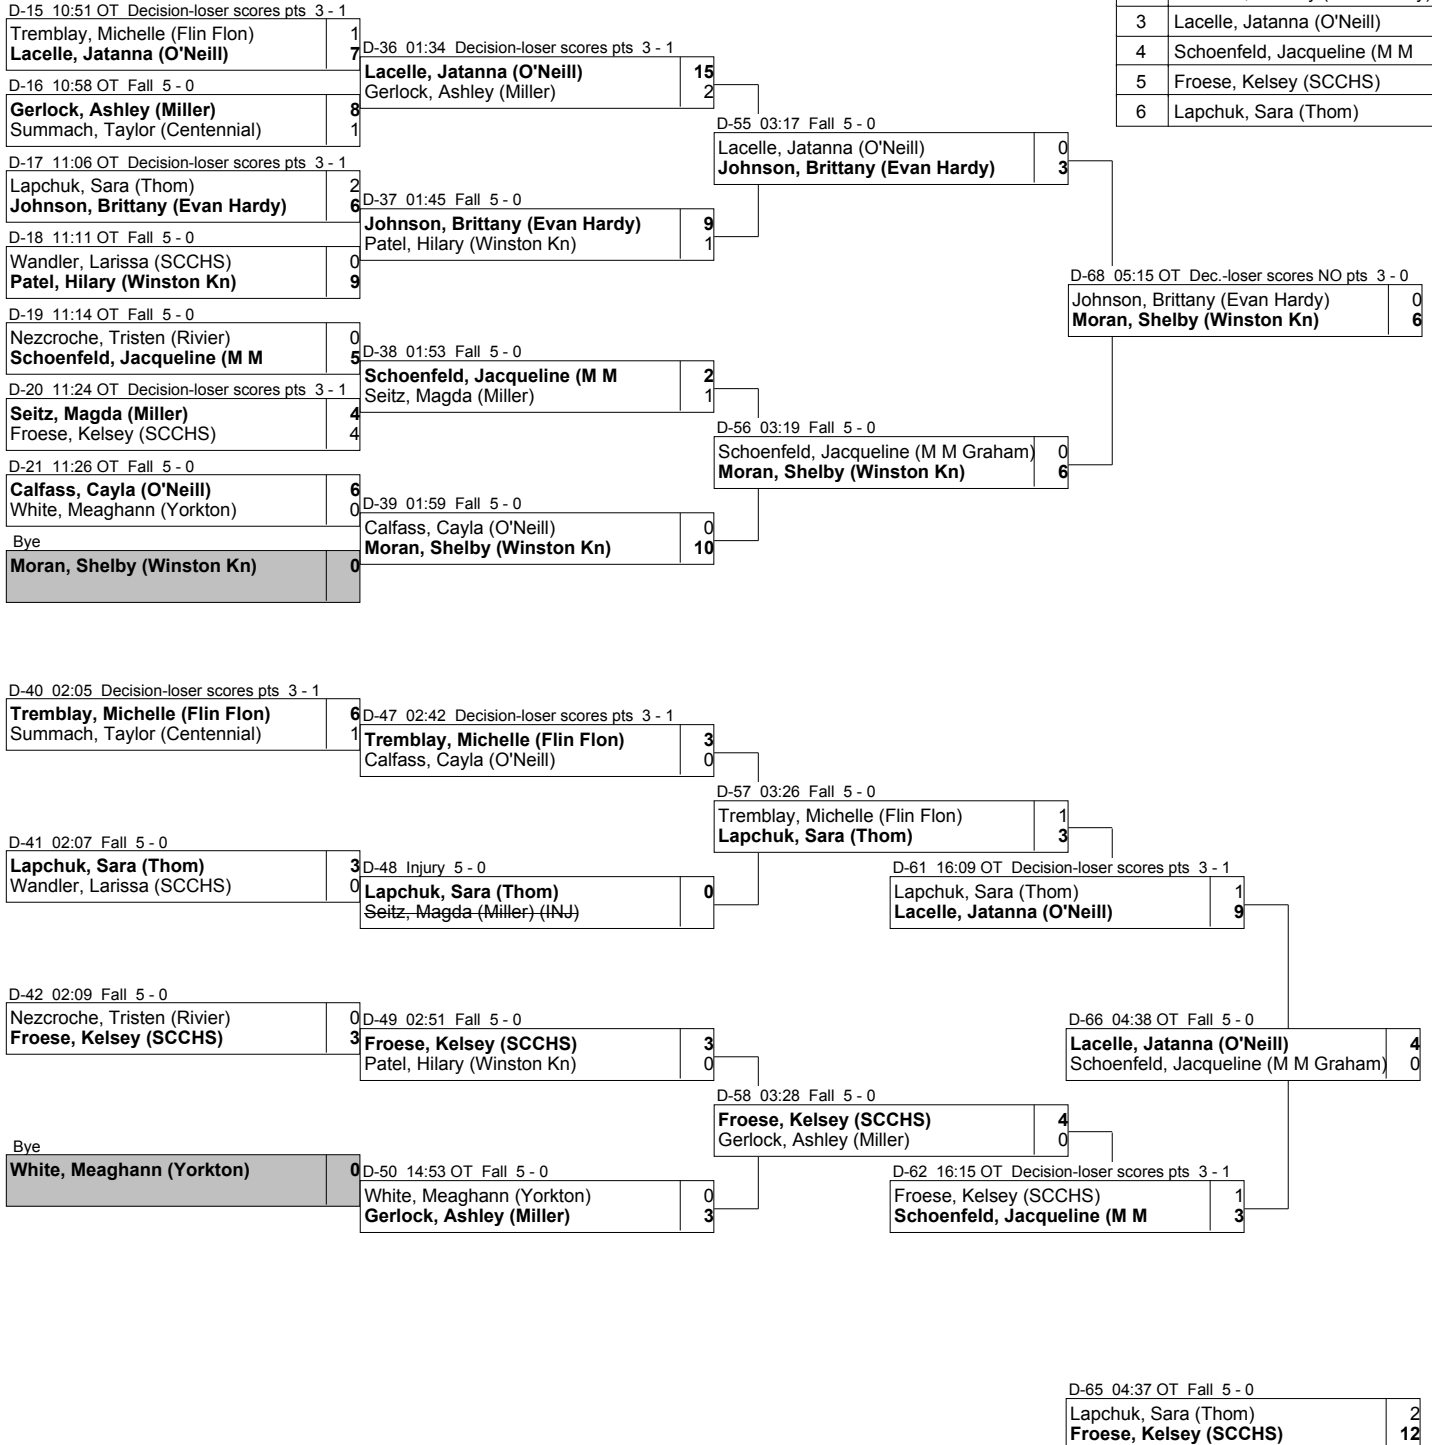 3 Lacelle, Jatanna (O'Neill)
4 Schoenfeld, Jacqueline (M M
5 Froese, Kelsey (SCCHS)
6 Lapchuk, Sara (Thom)
D-15 10:51 OT Decision-loser scores pts 3 - 1
Tremblay, Michelle (Flin Flon) 1
Lacelle, Jatanna (O'Neill) 7
D-16 10:58 OT Fall 5 - 0
Gerlock, Ashley (Miller) 8
Summach, Taylor (Centennial) 1
D-17 11:06 OT Decision-loser scores pts 3 - 1
Lapchuk, Sara (Thom) 2
Johnson, Brittany (Evan Hardy) 6
D-18 11:11 OT Fall 5 - 0
Wandler, Larissa (SCCHS) 0
Patel, Hilary (Winston Kn) 9
D-19 11:14 OT Fall 5 - 0
Nezcroche, Tristen (Rivier) 0
Schoenfeld, Jacqueline (M M 5
D-20 11:24 OT Decision-loser scores pts 3 - 1
Seitz, Magda (Miller) 4
Froese, Kelsey (SCCHS) 4
D-21 11:26 OT Fall 5 - 0
Calfass, Cayla (O'Neill) 6
White, Meaghann (Yorkton) 0
Bye
Moran, Shelby (Winston Kn) 0
D-36 01:34 Decision-loser scores pts 3 - 1
Lacelle, Jatanna (O'Neill) 15
Gerlock, Ashley (Miller) 2
D-37 01:45 Fall 5 - 0
Johnson, Brittany (Evan Hardy) 9
Patel, Hilary (Winston Kn) 1
D-38 01:53 Fall 5 - 0
Schoenfeld, Jacqueline (M M 2
Seitz, Magda (Miller) 1
D-39 01:59 Fall 5 - 0
Calfass, Cayla (O'Neill) 0
Moran, Shelby (Winston Kn) 10
D-55 03:17 Fall 5 - 0
Lacelle, Jatanna (O'Neill) 0
Johnson, Brittany (Evan Hardy) 3
D-56 03:19 Fall 5 - 0
Schoenfeld, Jacqueline (M M Graham) 0
Moran, Shelby (Winston Kn) 6
D-68 05:15 OT Dec.-loser scores NO pts 3 - 0
Johnson, Brittany (Evan Hardy) 0
Moran, Shelby (Winston Kn) 6
D-40 02:05 Decision-loser scores pts 3 - 1
Tremblay, Michelle (Flin Flon) 6
Summach, Taylor (Centennial) 1
D-41 02:07 Fall 5 - 0
Lapchuk, Sara (Thom) 3
Wandler, Larissa (SCCHS) 0
D-42 02:09 Fall 5 - 0
Nezcroche, Tristen (Rivier) 0
Froese, Kelsey (SCCHS) 3
Bye
White, Meaghann (Yorkton) 0
D-47 02:42 Decision-loser scores pts 3 - 1
Tremblay, Michelle (Flin Flon) 3
Calfass, Cayla (O'Neill) 0
D-48 Injury 5 - 0
Lapchuk, Sara (Thom) 0
Seitz, Magda (Miller) (INJ)
D-49 02:51 Fall 5 - 0
Froese, Kelsey (SCCHS) 3
Patel, Hilary (Winston Kn) 0
D-50 14:53 OT Fall 5 - 0
White, Meaghann (Yorkton) 0
Gerlock, Ashley (Miller) 3
D-57 03:26 Fall 5 - 0
Tremblay, Michelle (Flin Flon) 1
Lapchuk, Sara (Thom) 3
D-58 03:28 Fall 5 - 0
Froese, Kelsey (SCCHS) 4
Gerlock, Ashley (Miller) 0
D-61 16:09 OT Decision-loser scores pts 3 - 1
Lapchuk, Sara (Thom) 1
Lacelle, Jatanna (O'Neill) 9
D-62 16:15 OT Decision-loser scores pts 3 - 1
Froese, Kelsey (SCCHS) 1
Schoenfeld, Jacqueline (M M 3
D-66 04:38 OT Fall 5 - 0
Lacelle, Jatanna (O'Neill) 4
Schoenfeld, Jacqueline (M M Graham) 0
D-65 04:37 OT Fall 5 - 0
Lapchuk, Sara (Thom) 2
Froese, Kelsey (SCCHS) 12